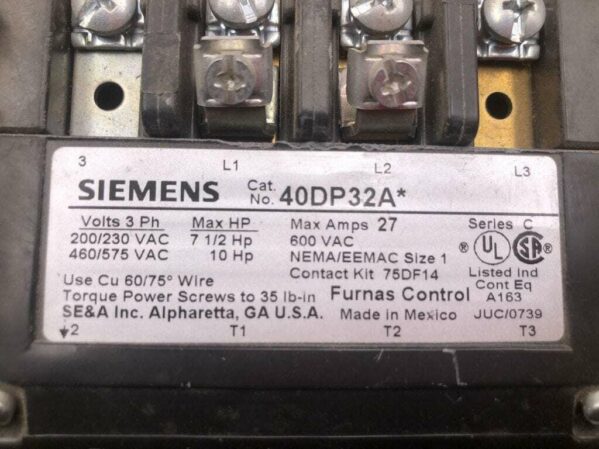 3 L1 L2 L3
SIEMENS Cat. No. 40DP32A*
Volts 3 Ph Max HP Max Amps 27 Series C
200/230 VAC 7 1/2 Hp 600 VAC
460/575 VAC 10 Hp NEMA/EEMAC Size 1
Contact Kit 75DF14
® UL ® SA ®
Listed Ind
Cont Eq
A163
Use Cu 60/75° Wire
Torque Power Screws to 35 lb-in Furnas Control
SE&A Inc. Alpharetta, GA U.S.A. Made in Mexico JUC/0739
2 T1 T2 T3